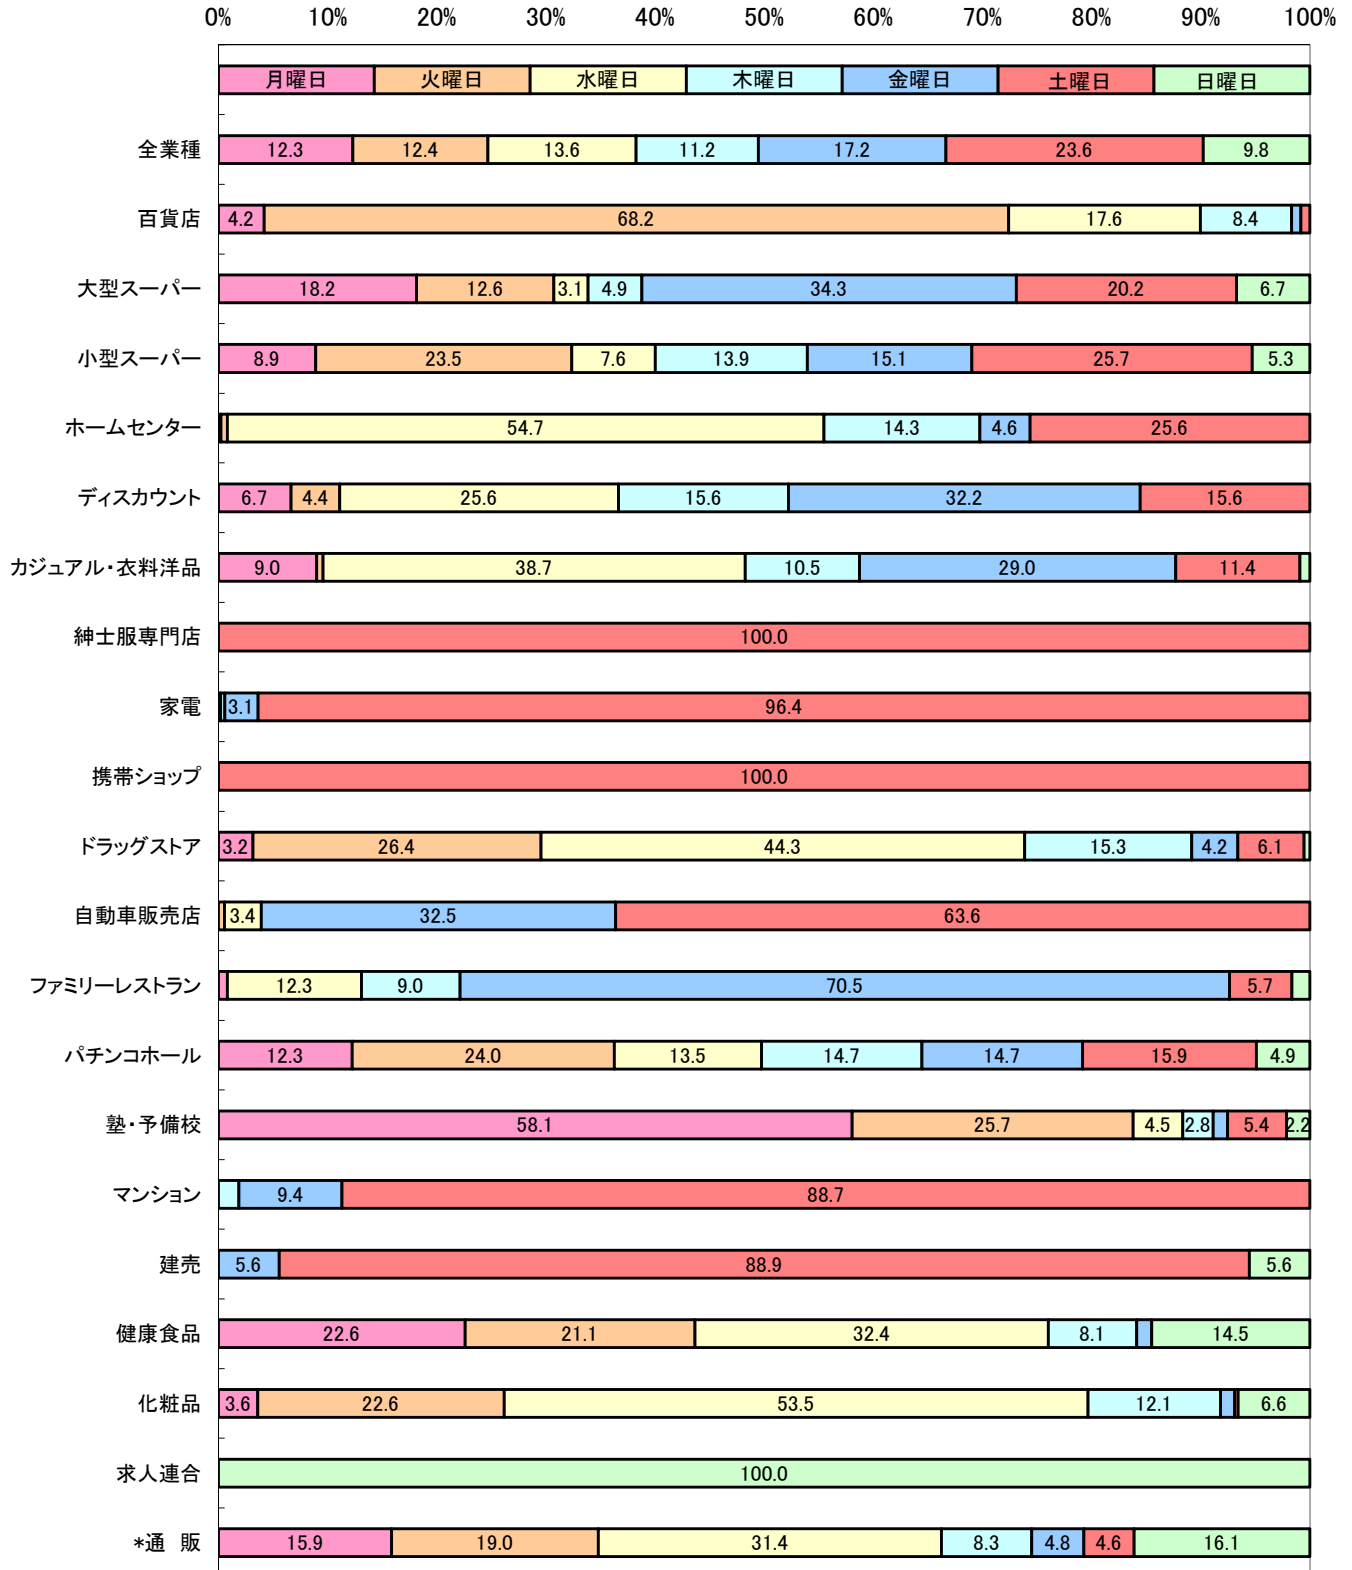 0% 10% 20% 30% 40% 50% 60% 70% 80% 90% 100%
月曜日 火曜日 水曜日 木曜日 金曜日 土曜日 日曜日
全業種 12.3 12.4 13.6 11.2 17.2 23.6 9.8
百貨店 4.2 68.2 17.6 8.4
大型スーパー 18.2 12.6 3.1 4.9 34.3 20.2 6.7
小型スーパー 8.9 23.5 7.6 13.9 15.1 25.7 5.3
ホームセンター 54.7 14.3 4.6 25.6
ディスカウント 6.7 4.4 25.6 15.6 32.2 15.6
カジュアル・衣料洋品 9.0 38.7 10.5 29.0 11.4
紳士服専門店 100.0
家電 3.1 96.4
携帯ショップ 100.0
ドラッグストア 3.2 26.4 44.3 15.3 4.2 6.1
自動車販売店 3.4 32.5 63.6
ファミリーレストラン 12.3 9.0 70.5 5.7
パチンコホール 12.3 24.0 13.5 14.7 14.7 15.9 4.9
塾・予備校 58.1 25.7 4.5 2.8 5.4 2.2
マンション 9.4 88.7
建売 5.6 88.9 5.6
健康食品 22.6 21.1 32.4 8.1 14.5
化粧品 3.6 22.6 53.5 12.1 6.6
求人連合 100.0
*通　販 15.9 19.0 31.4 8.3 4.8 4.6 16.1